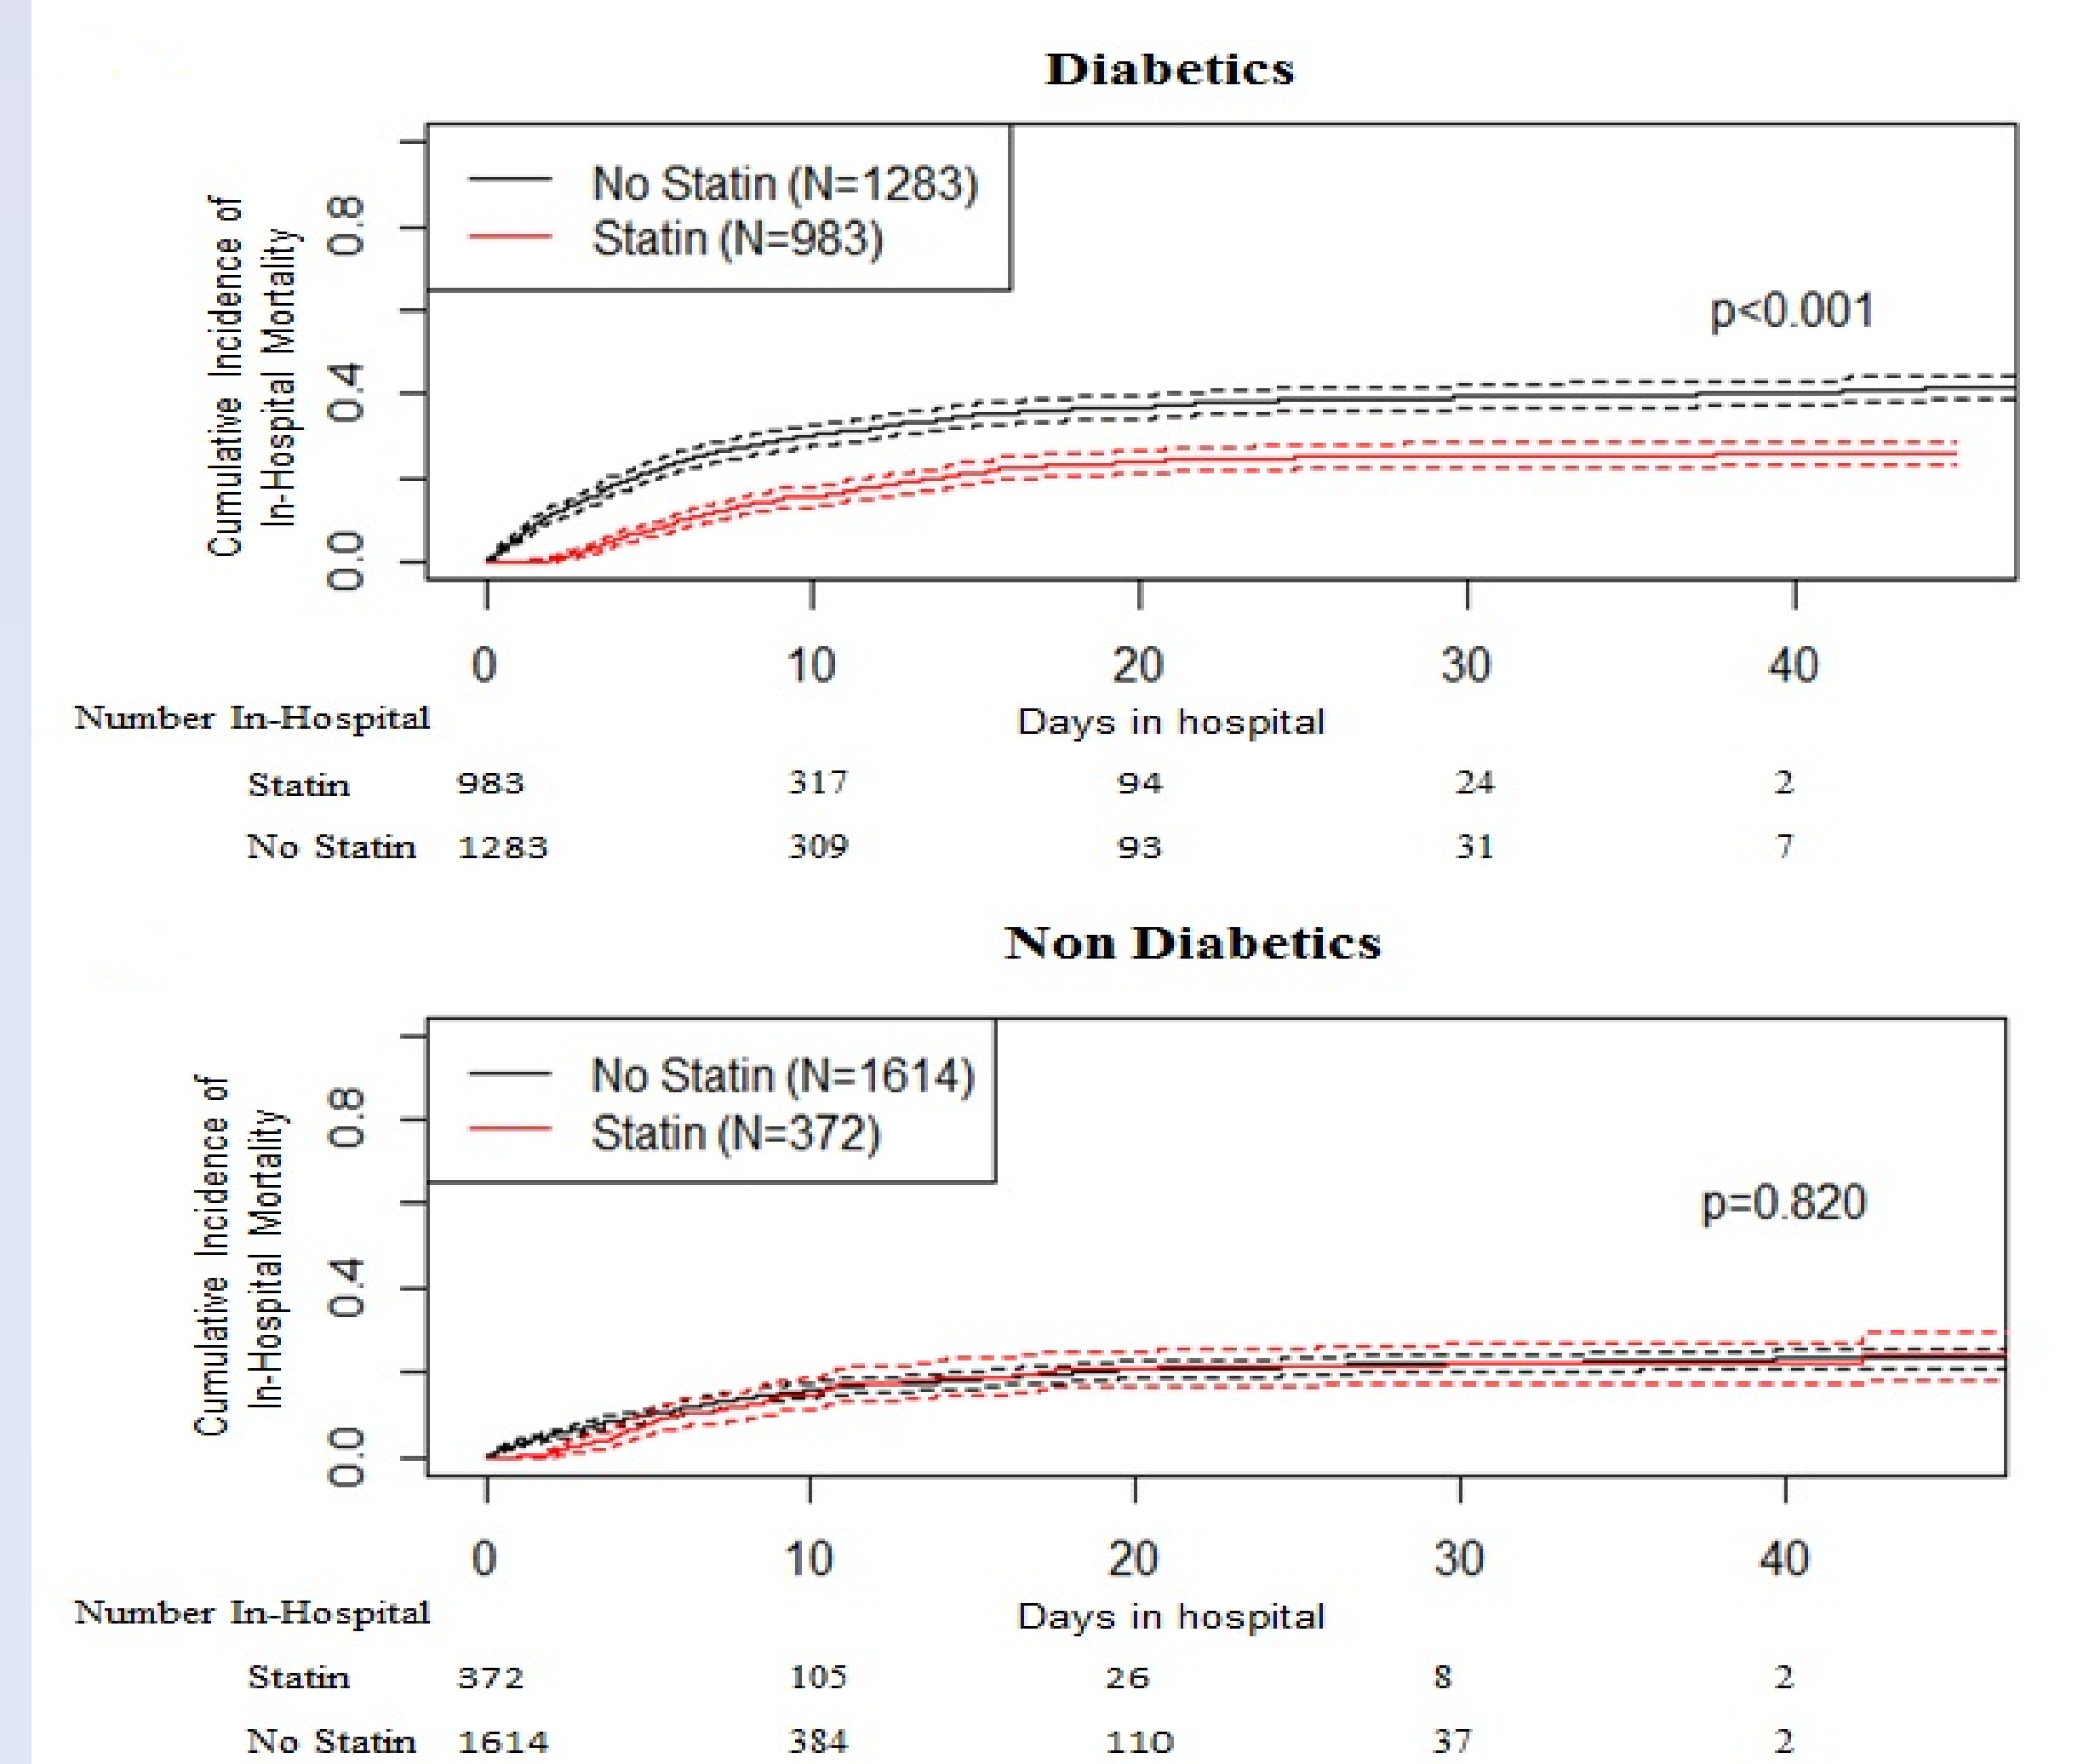 Diabetics
No Statin (N=1283)
Statin (N=983)
p<0.001
Cumulative Incidence of
In-Hospital Mortality
0.8
0.4
0.0
0 10 20 30 40
Number In-Hospital Days in hospital
Statin 983 317 94 24 2
No Statin 1283 309 93 31 7
Non Diabetics
No Statin (N=1614)
Statin (N=372)
p=0.820
Cumulative Incidence of
In-Hospital Mortality
0.8
0.4
0.0
0 10 20 30 40
Number In-Hospital Days in hospital
Statin 372 105 26 8 2
No Statin 1614 384 110 37 2